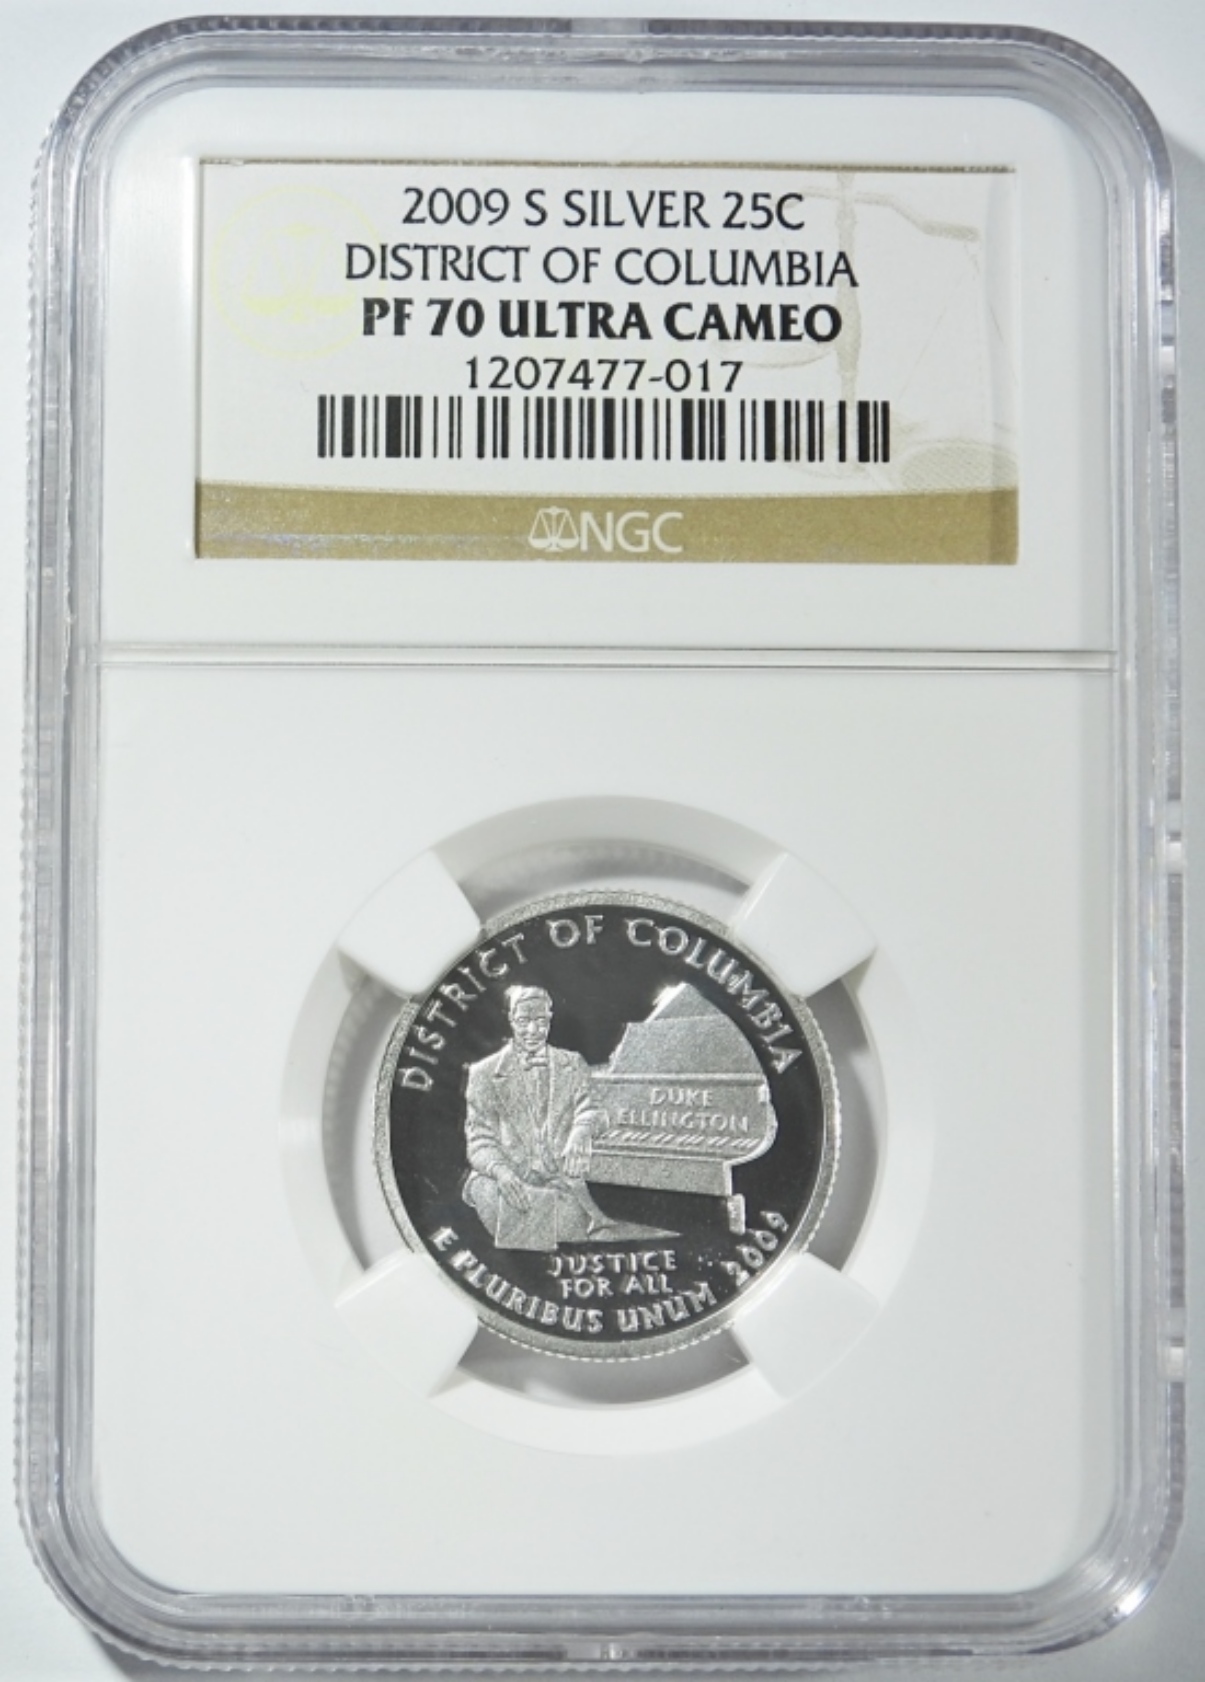 2009 S SILVER 25C
DISTRICT OF COLUMBIA
PF 70 ULTRA CAMEO
1207477-017
NGC
DISTRICT OF COLUMBIA
DUKE
ELLINGTON
JUSTICE
FOR ALL
E PLURIBUS UNUM 2009